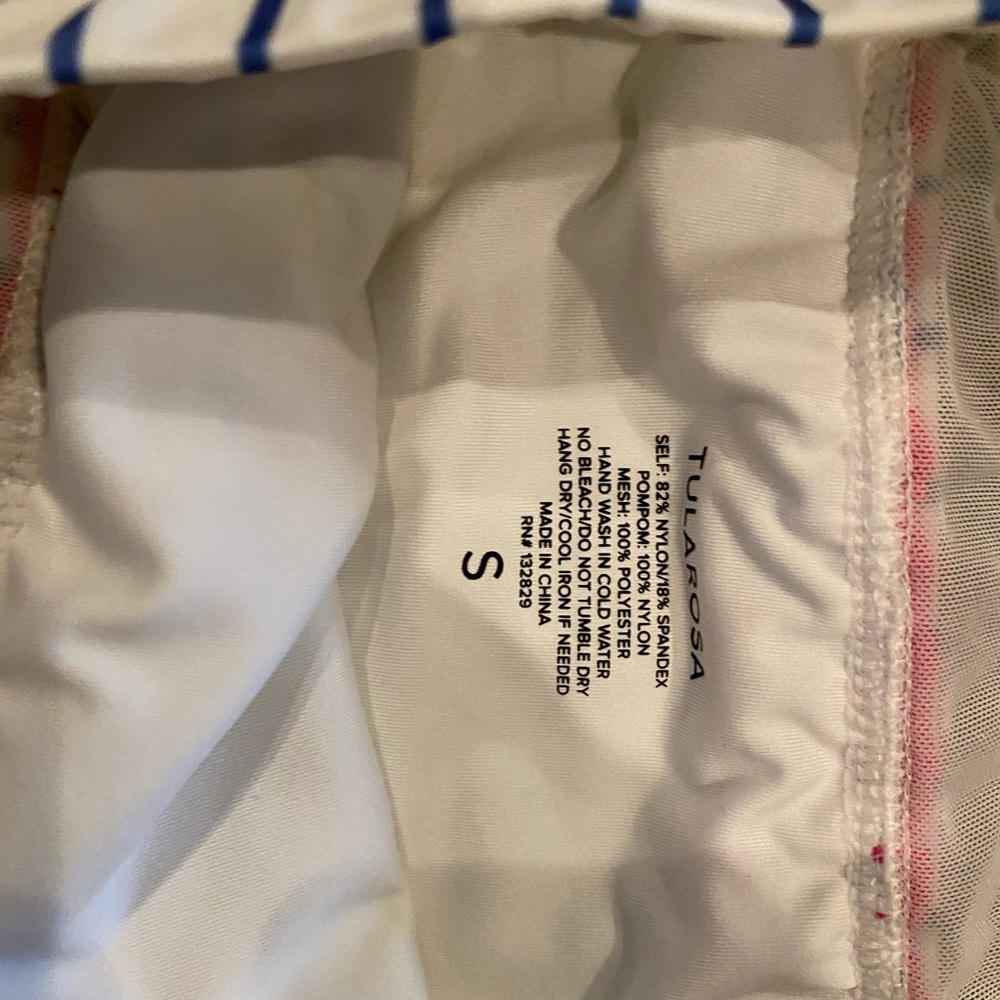 TULAROSA
SELF: 82% NYLON/18% SPANDEX
POMPOM: 100% NYLON
MESH: 100% POLYESTER
HAND WASH IN COLD WATER
NO BLEACH/DO NOT TUMBLE DRY
HANG DRY/COOL IRON IF NEEDED
MADE IN CHINA
RN# 132829
S